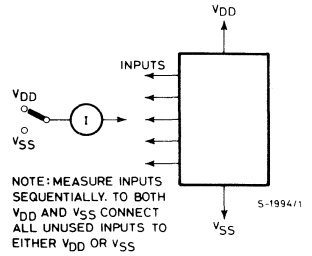 VDD
INPUTS
VDD
I
VSS
NOTE: MEASURE INPUTS
SEQUENTIALLY. TO BOTH
VDD AND VSS CONNECT
ALL UNUSED INPUTS TO
EITHER VDD OR VSS
S-1994/1
VSS